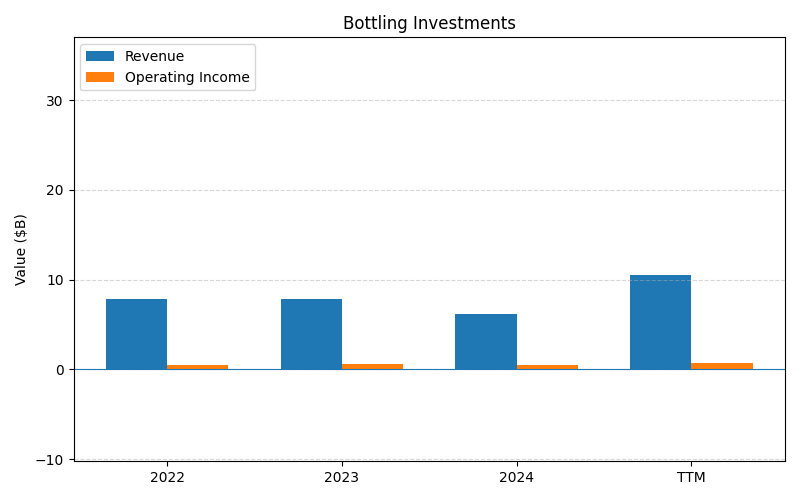 Bottling Investments
Revenue
Operating Income
Value ($B)
30
20
10
0
−10
2022
2023
2024
TTM